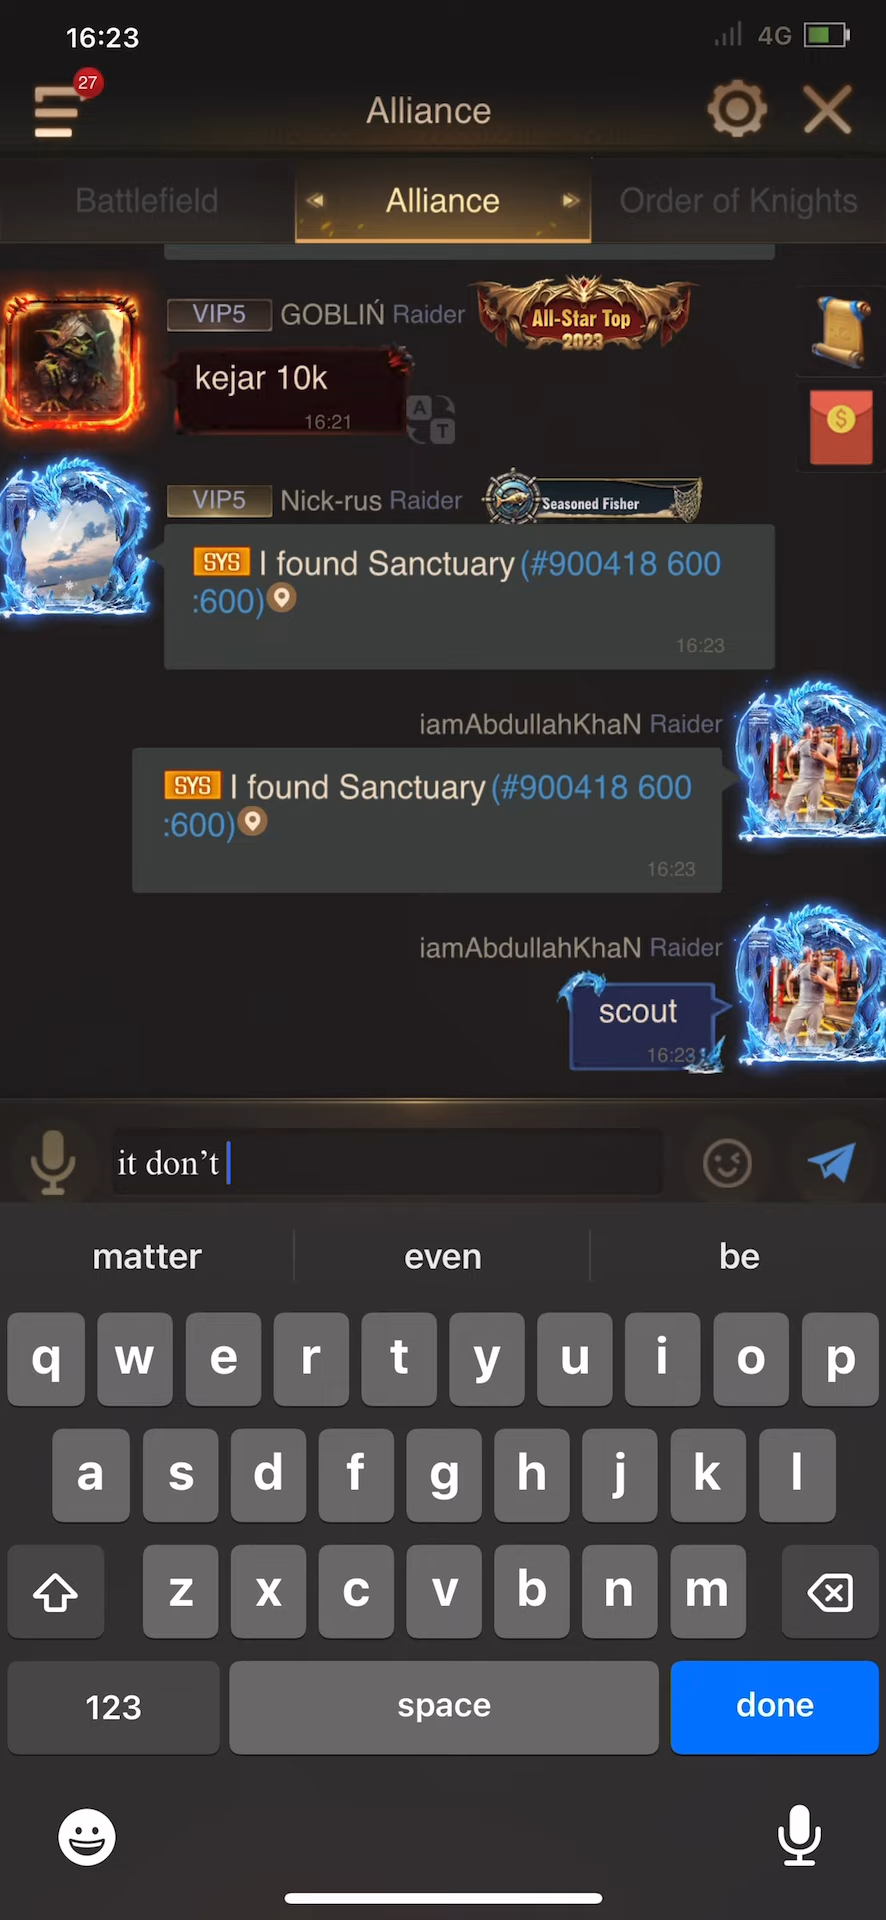 16:23
4G
27
Alliance
Battlefield
Alliance
Order of Knights
VIP5 GOBLIŃ Raider
All-Star Top
2023
kejar 10k
16:21
A
T
VIP5 Nick-rus Raider
Seasoned Fisher
SYS I found Sanctuary(#900418 600
:600)
16:23
iamAbdullahKhaN Raider
SYS I found Sanctuary(#900418 600
:600)
16:23
iamAbdullahKhaN Raider
scout
16:23
it don’t
matter
even
be
q w e r t y u i o p
a s d f g h j k l
z x c v b n m
123
space
done